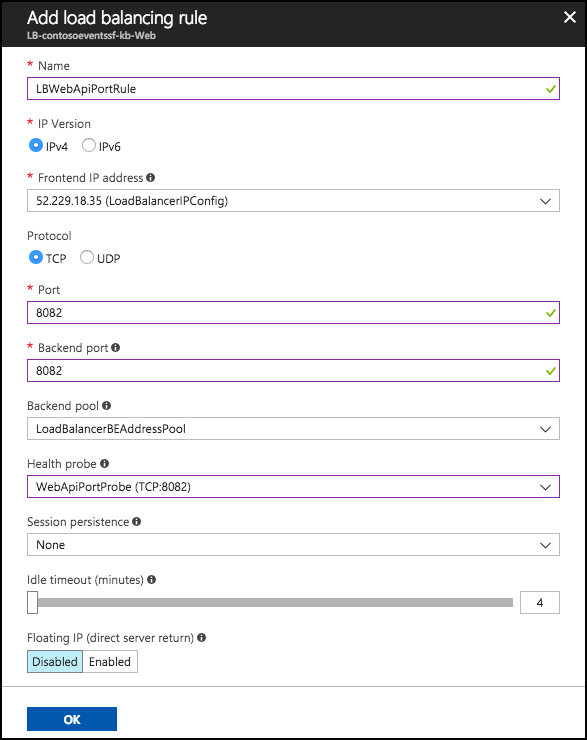 Add load balancing rule
LB-contosoeventssf-kb-Web
* Name
LBWebApiPortRule
* IP Version
IPv4 IPv6
* Frontend IP address
52.229.18.35 (LoadBalancerIPConfig)
Protocol
TCP UDP
* Port
8082
* Backend port
8082
Backend pool
LoadBalancerBEAddressPool
Health probe
WebApiPortProbe (TCP:8082)
Session persistence
None
Idle timeout (minutes)
4
Floating IP (direct server return)
Disabled Enabled
OK